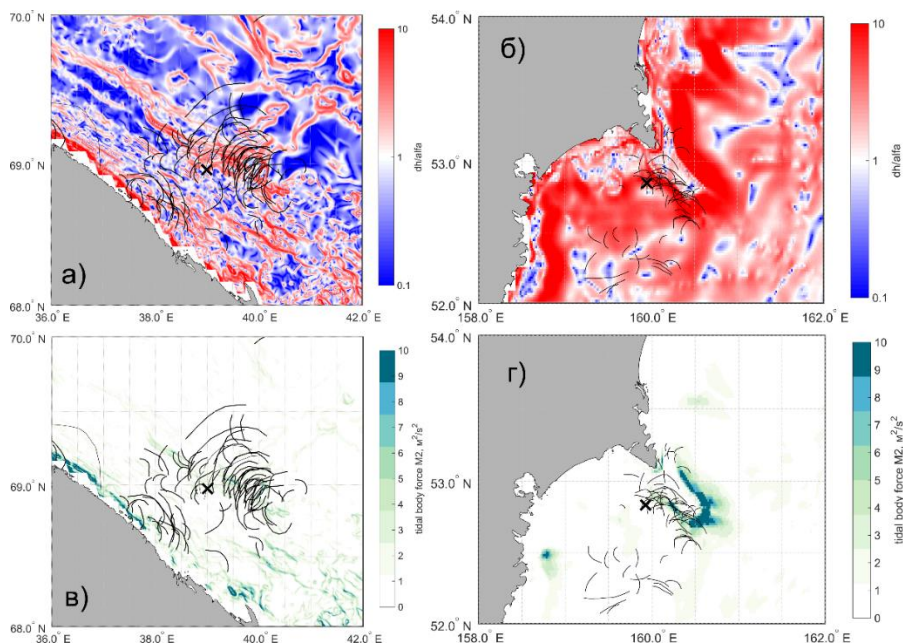 70.0° N
69.0° N
68.0° N
36.0° E
38.0° E
40.0° E
42.0° E
а)
10
1
0.1
dh/alfa
54.0° N
53.0° N
52.0° N
158.0° E
160.0° E
162.0° E
б)
10
1
0.1
dh/alfa
70.0° N
69.0° N
68.0° N
36.0° E
38.0° E
40.0° E
42.0° E
в)
10
9
8
7
6
5
4
3
2
1
0
tidal body force M2, м²/s²
54.0° N
53.0° N
52.0° N
158.0° E
160.0° E
162.0° E
г)
10
9
8
7
6
5
4
3
2
1
0
tidal body force M2, м²/s²